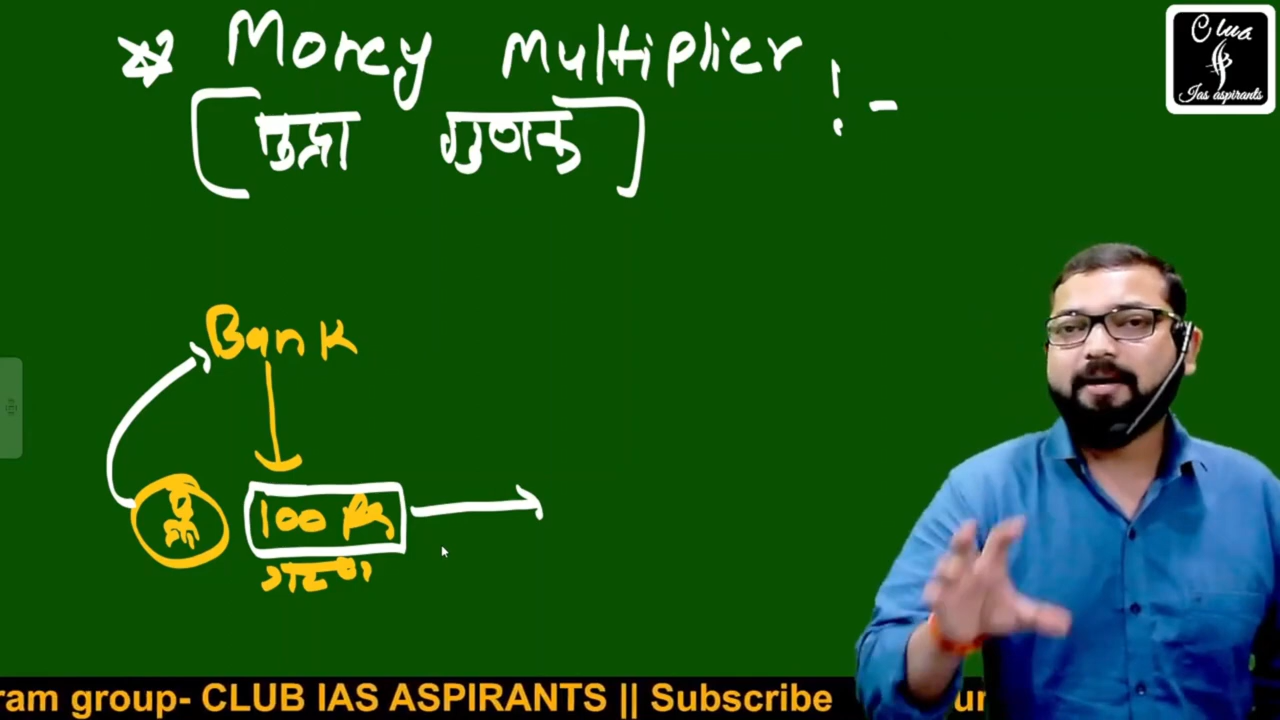 * Money Multiplier :-
[मुद्रा गुणक]
Bank
100 Rs
Club
Ias aspirants
ram group- CLUB IAS ASPIRANTS || Subscribe